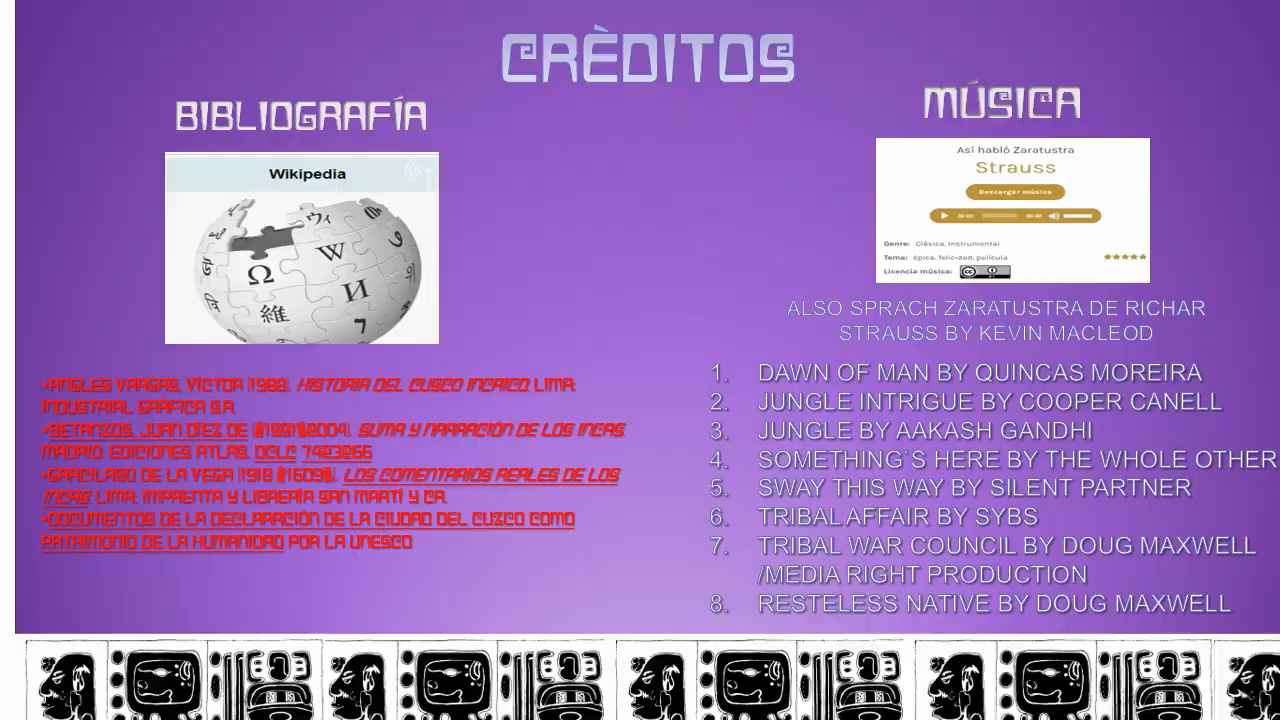 CRÈDITOS
BIBLIOGRAFÍA
Wikipedia
Ω
W
ウィ
И
維
7
•ANGLES VARGAS, VÍCTOR (1988). HISTORIA DEL CUSCO INCAICO LIMA:
INDUSTRIAL GRÁFICA S.A.
•BETANZOS, JUAN DÍEZ DE (1991 2004). SUMA Y NARRACIÓN DE LOS INCAS.
MADRID: EDICIONES ATLAS. OCLC 7423266
•GARCILASO DE LA VEGA (1918 (1609)). LOS COMENTARIOS REALES DE LOS
INCAS LIMA: IMPRENTA Y LIBRERÍA SAN MARTÍ Y CA.
•DOCUMENTOS DE LA DECLARACIÓN DE LA CIUDAD DEL CUZCO COMO
PATRIMONIO DE LA HUMANIDAD POR LA UNESCO
MÚSICA
Así habló Zaratustra
Strauss
Descargar música
Genre: Clásica, Instrumental
Tema: épica, felicidad, película
Licencia música: cc
ALSO SPRACH ZARATUSTRA DE RICHAR
STRAUSS BY KEVIN MACLEOD
1. DAWN OF MAN BY QUINCAS MOREIRA
2. JUNGLE INTRIGUE BY COOPER CANELL
3. JUNGLE BY AAKASH GANDHI
4. SOMETHING`S HERE BY THE WHOLE OTHER
5. SWAY THIS WAY BY SILENT PARTNER
6. TRIBAL AFFAIR BY SYBS
7. TRIBAL WAR COUNCIL BY DOUG MAXWELL
/MEDIA RIGHT PRODUCTION
8. RESTELESS NATIVE BY DOUG MAXWELL